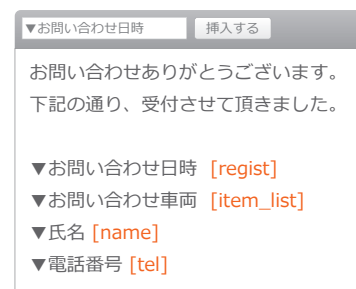 ▼お問い合わせ日時 挿入する
お問い合わせありがとうございます。
下記の通り、受付させて頂きました。
▼お問い合わせ日時 [regist]
▼お問い合わせ車両 [item_list]
▼氏名 [name]
▼電話番号 [tel]